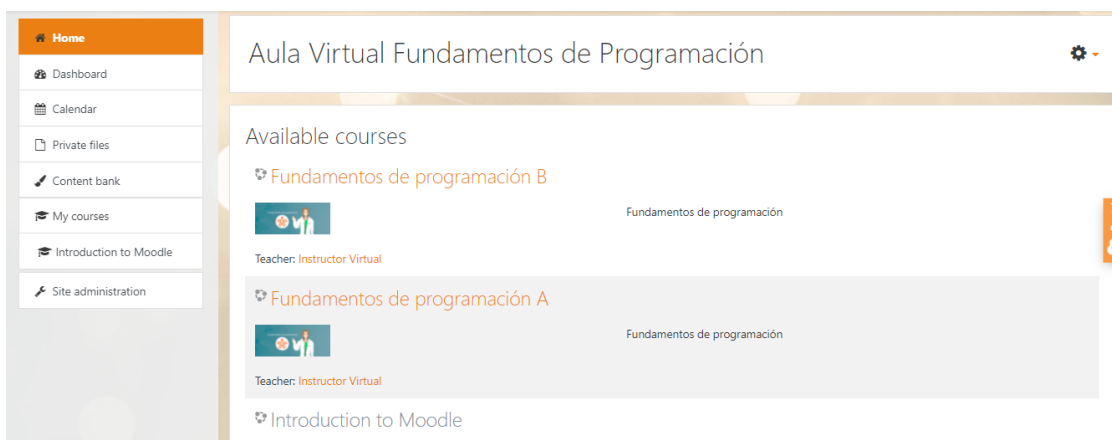 Home
Dashboard
Calendar
Private files
Content bank
My courses
Introduction to Moodle
Site administration
Aula Virtual Fundamentos de Programación
Available courses
Fundamentos de programación B
Fundamentos de programación
Teacher: Instructor Virtual
Fundamentos de programación A
Fundamentos de programación
Teacher: Instructor Virtual
Introduction to Moodle